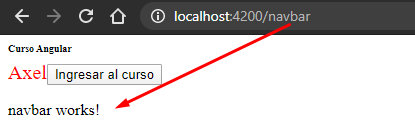 localhost:4200/navbar
Curso Angular
Axel Ingresar al curso
navbar works!